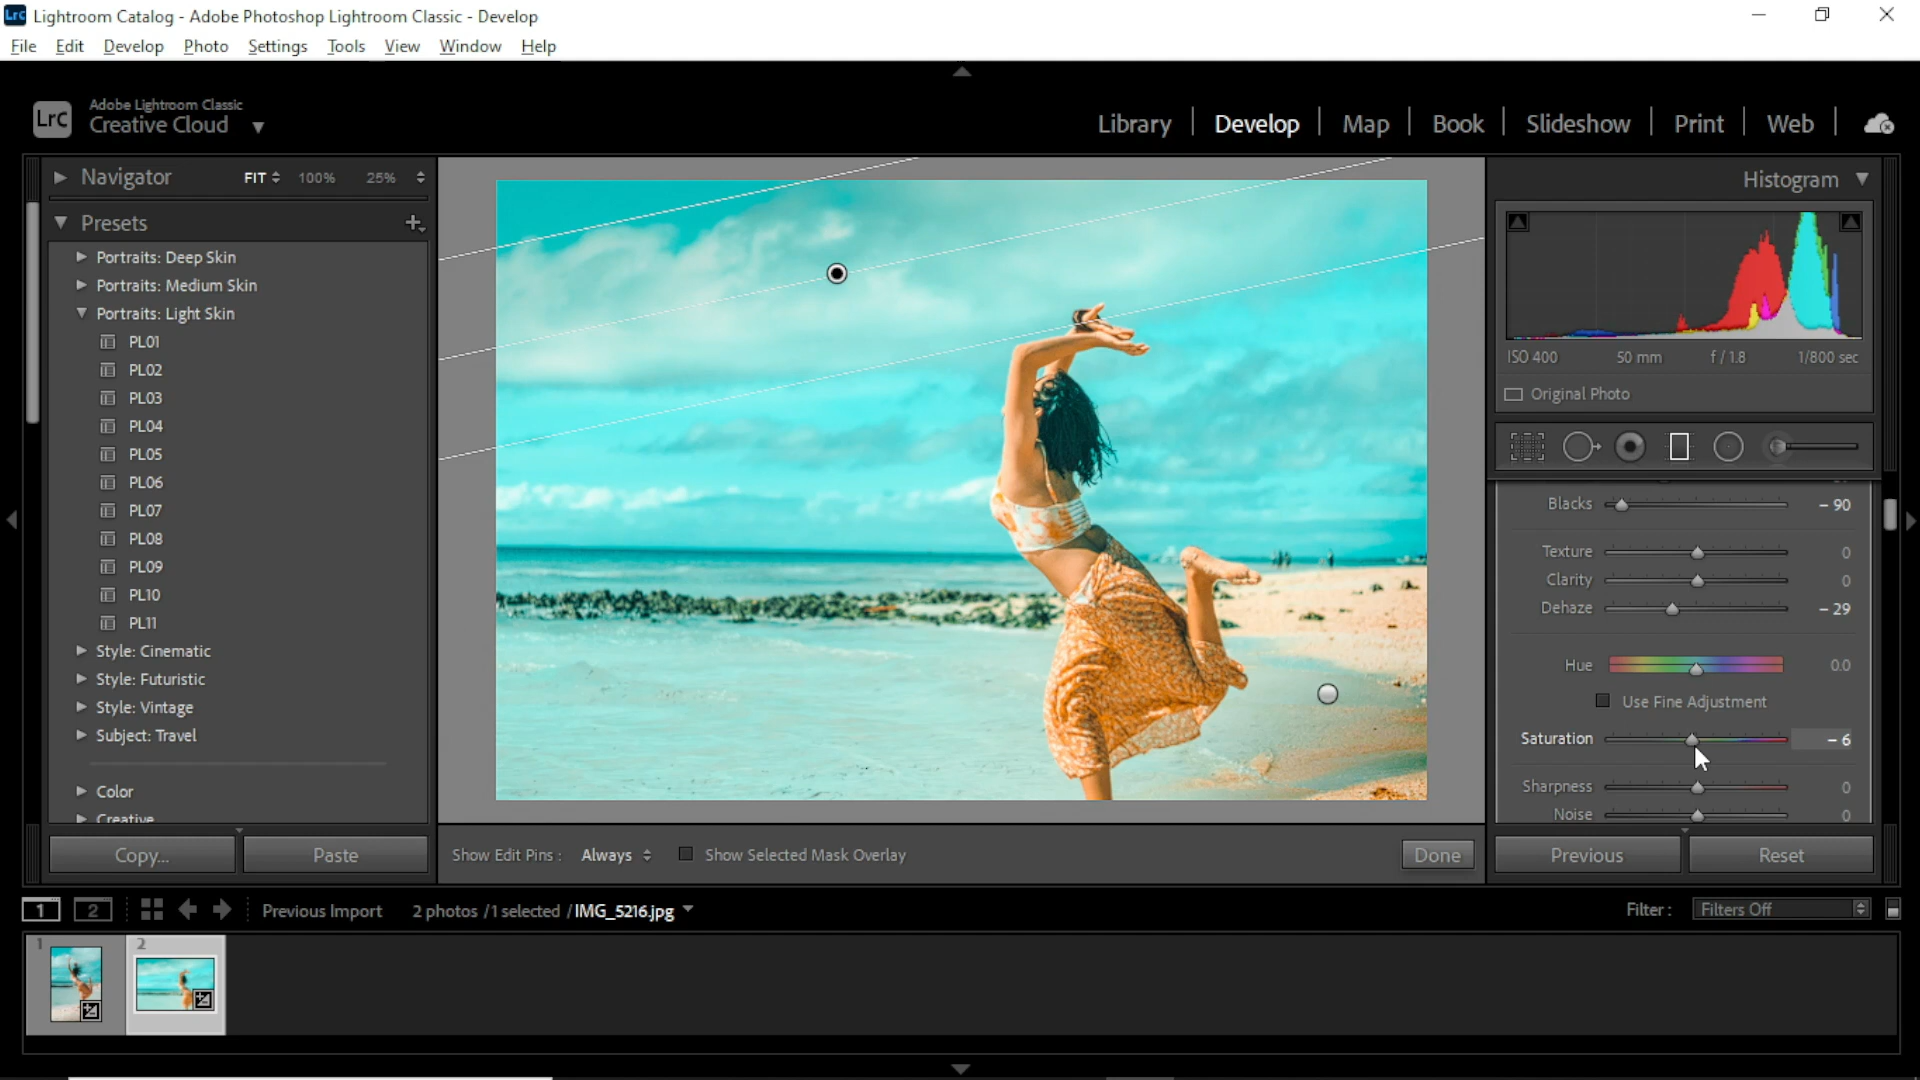 Lrc Lightroom Catalog - Adobe Photoshop Lightroom Classic - Develop
File Edit Develop Photo Settings Tools View Window Help
LrC Adobe Lightroom Classic
Creative Cloud
Library Develop Map Book Slideshow Print Web
Navigator FIT 100% 25%
Presets
Portraits: Deep Skin
Portraits: Medium Skin
Portraits: Light Skin
PL01
PL02
PL03
PL04
PL05
PL06
PL07
PL08
PL09
PL10
PL11
Style: Cinematic
Style: Futuristic
Style: Vintage
Subject: Travel
Color
Creative
Copy... Paste
Show Edit Pins : Always Show Selected Mask Overlay Done
Histogram
ISO 400 50 mm f / 1.8 1/800 sec
Original Photo
Blacks - 90
Texture 0
Clarity 0
Dehaze - 29
Hue 0.0
Use Fine Adjustment
Saturation - 6
Sharpness 0
Noise 0
Previous Reset
1 2 Previous Import 2 photos /1 selected /IMG_5216.jpg Filter : Filters Off
1 2